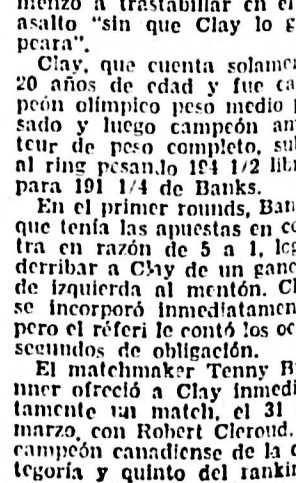 menzó a trastabillar en el
asalto "sin que Clay lo g
peara".
Clay, que cuenta solamen
20 años de edad y fue ca
peón olímpico peso medio p
sado y luego campeón am
teur de peso completo, su
al ring pesan.lo 194 1/2 lib
para 191 1/4 de Banks.
En el primer rounds, Ban
que tenía las apuestas en co
tra en razón de 5 a 1, log
derribar a Clay de un ganc
de izquierda al mentón. Cl
se incorporó inmediatamen
pero el réferi le contó los oc
segundos de obligación.
El matchmaker Tenny B
nner ofreció a Clay inmedi
tamente un match, el 31
marzo, con Robert Cleroud,
campeón canadiense de la c
tegoría y quinto del rankin